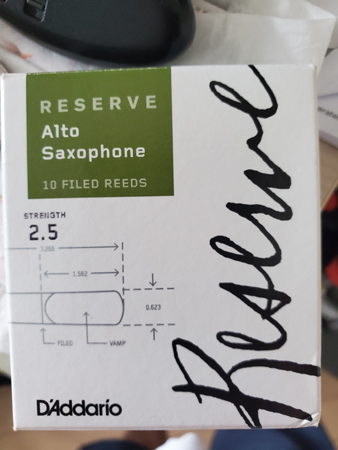 RESERVE
Alto
Saxophone
10 FILED REEDS
STRENGTH
2.5
1.582
0.623
FILED
VAMP
D'Addario
Reserve